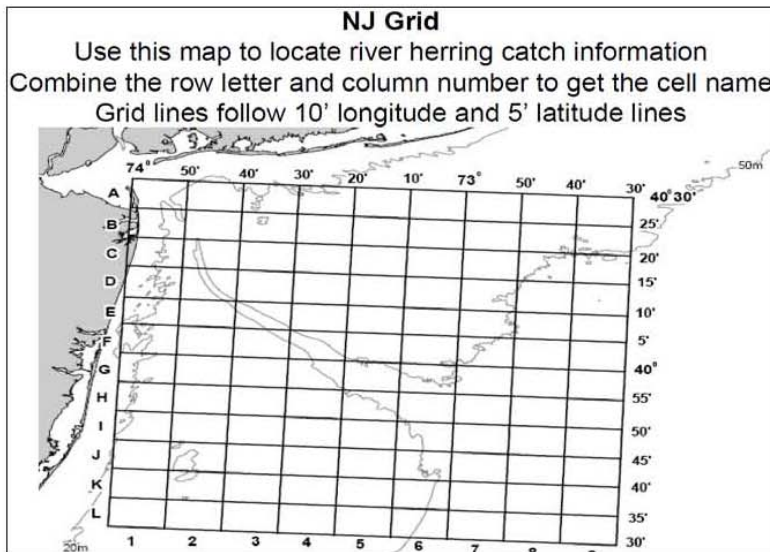 NJ Grid
Use this map to locate river herring catch information
Combine the row letter and column number to get the cell name
Grid lines follow 10' longitude and 5' latitude lines
50m
74° 50' 40' 30' 20' 10' 73° 50' 40' 30'
40°30'
A
25'
B
20'
C
15'
D
10'
E
5'
F
40°
G
55'
H
50'
I
45'
J
40'
K
35'
L
30'
20m
1 2 3 4 5 6 7